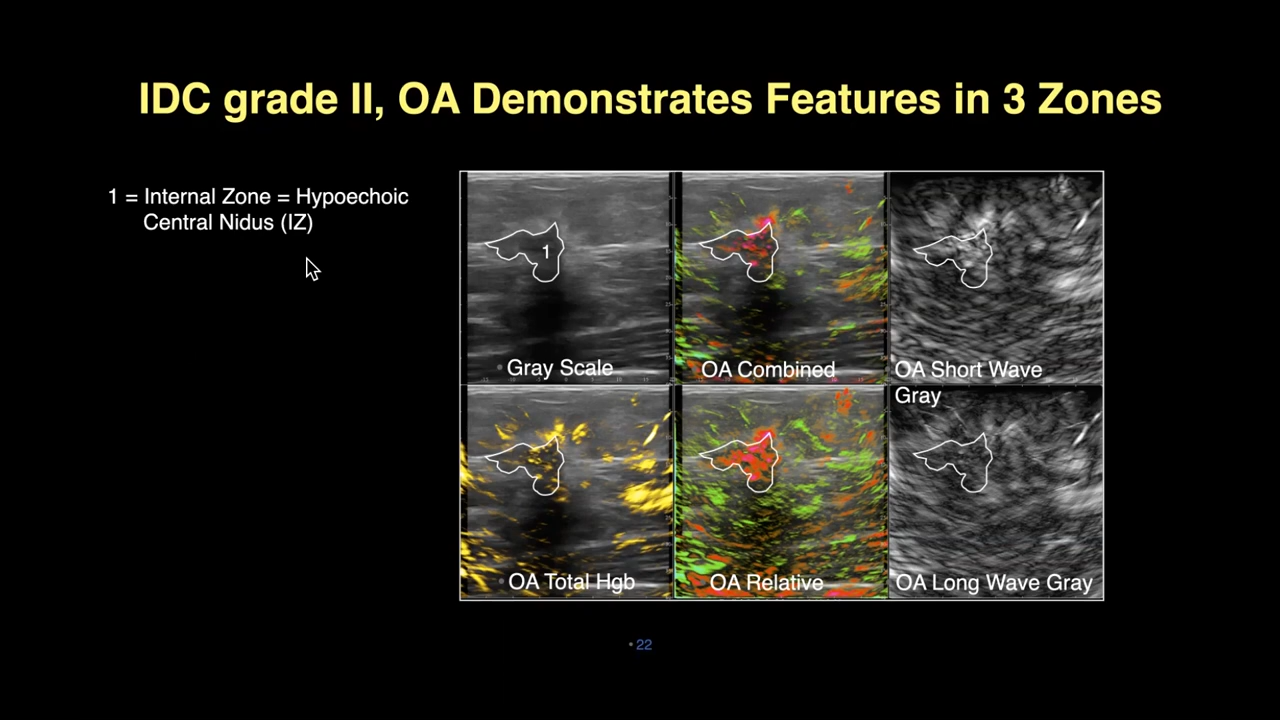 IDC grade II, OA Demonstrates Features in 3 Zones
1 = Internal Zone = Hypoechoic
Central Nidus (IZ)
1
• Gray Scale
OA Combined
OA Short Wave
Gray
• OA Total Hgb
OA Relative
OA Long Wave Gray
• 22